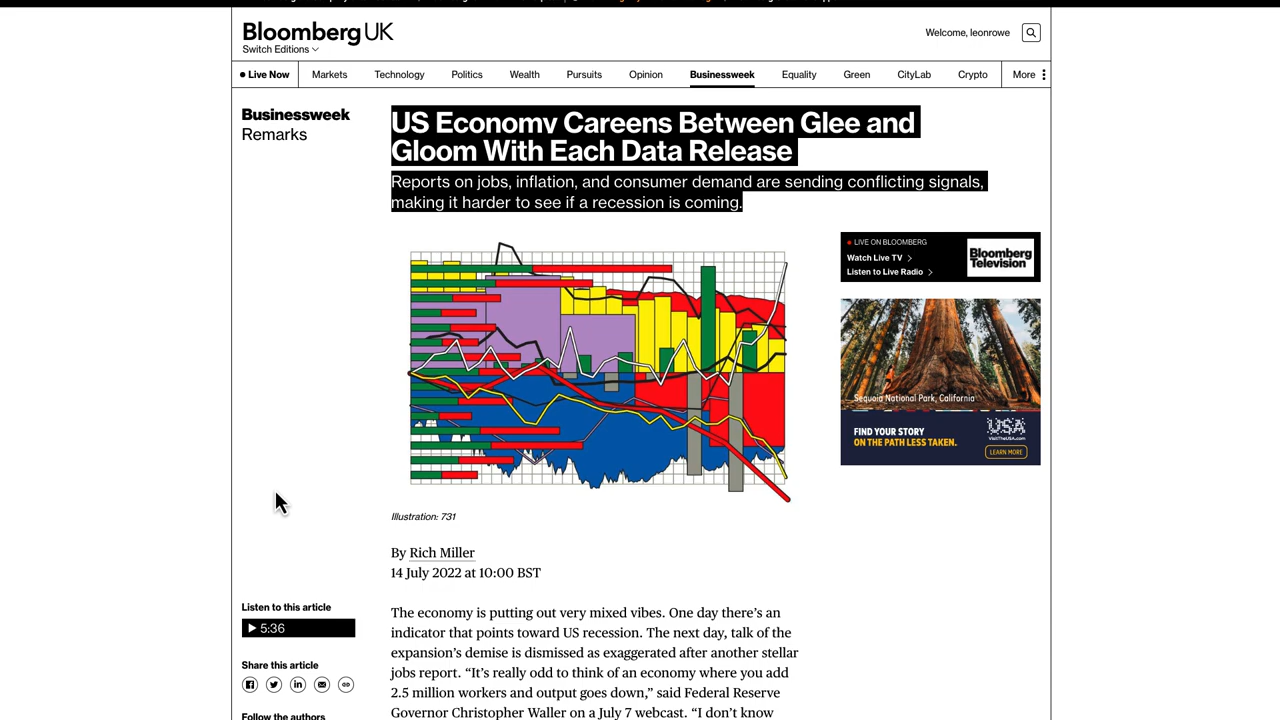 Bloomberg UK
Switch Editions
Welcome, leonrowe
Live Now
Markets
Technology
Politics
Wealth
Pursuits
Opinion
Businessweek
Equality
Green
CityLab
Crypto
More
Businessweek
Remarks
US Economy Careens Between Glee and
Gloom With Each Data Release
Reports on jobs, inflation, and consumer demand are sending conflicting signals,
making it harder to see if a recession is coming.
LIVE ON BLOOMBERG
Watch Live TV
Listen to Live Radio
Bloomberg
Television
Sequoia National Park, California
FIND YOUR STORY
ON THE PATH LESS TAKEN.
USA
VisitTheUSA.com
LEARN MORE
Illustration: 731
By Rich Miller
14 July 2022 at 10:00 BST
Listen to this article
5:36
Share this article
Follow the authors
The economy is putting out very mixed vibes. One day there’s an
indicator that points toward US recession. The next day, talk of the
expansion’s demise is dismissed as exaggerated after another stellar
jobs report. “It’s really odd to think of an economy where you add
2.5 million workers and output goes down,” said Federal Reserve
Governor Christopher Waller on a July 7 webcast. “I don’t know